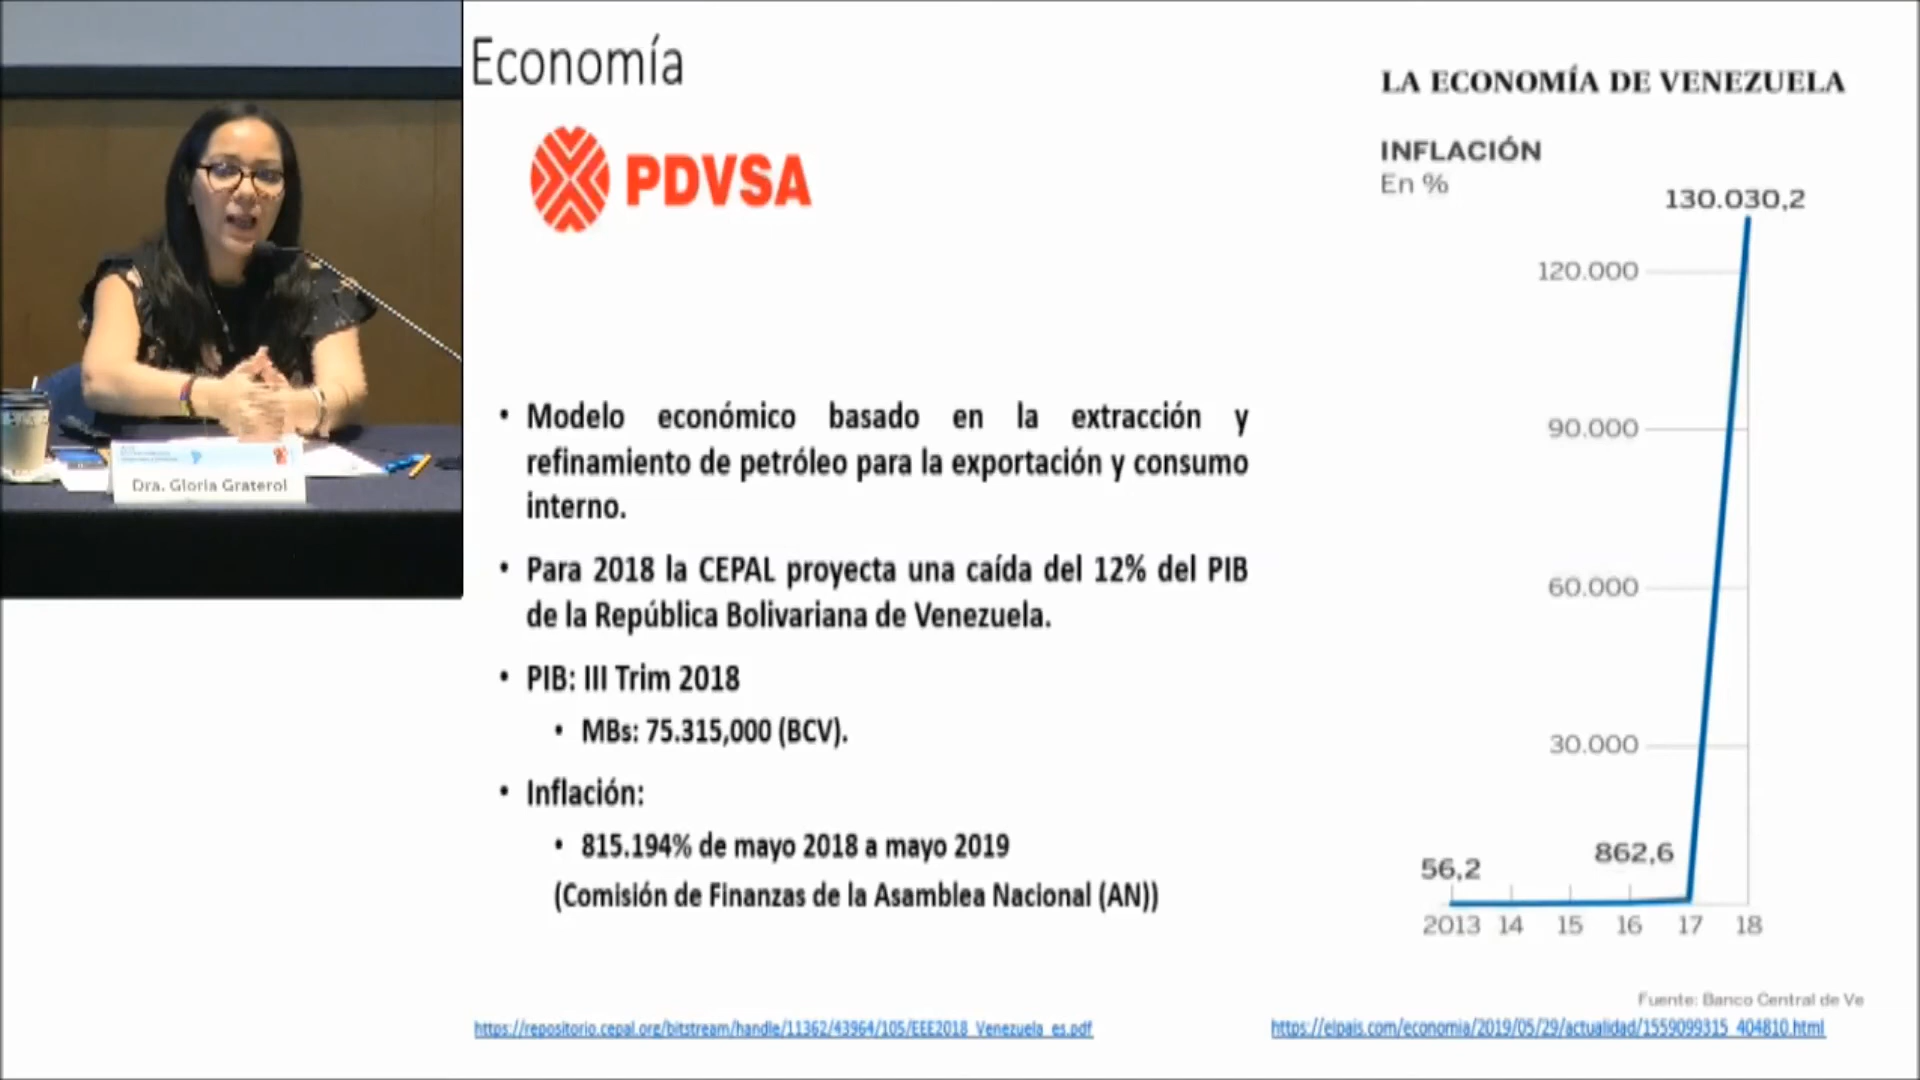 Economía
PDVSA
• Modelo económico basado en la extracción y
refinamiento de petróleo para la exportación y consumo
interno.
• Para 2018 la CEPAL proyecta una caída del 12% del PIB
de la República Bolivariana de Venezuela.
• PIB: III Trim 2018
• MBs: 75.315,000 (BCV).
• Inflación:
• 815.194% de mayo 2018 a mayo 2019
(Comisión de Finanzas de la Asamblea Nacional (AN))
https://repositorio.cepal.org/bitstream/handle/11362/43964/105/EEE2018_Venezuela_es.pdf
LA ECONOMÍA DE VENEZUELA
INFLACIÓN
En %
130.030,2
120.000
90.000
60.000
30.000
862,6
56,2
2013 14 15 16 17 18
Fuente: Banco Central de Ve
https://elpais.com/economia/2019/05/29/actualidad/1559099315_404810.html
Dra. Gloria Graterol